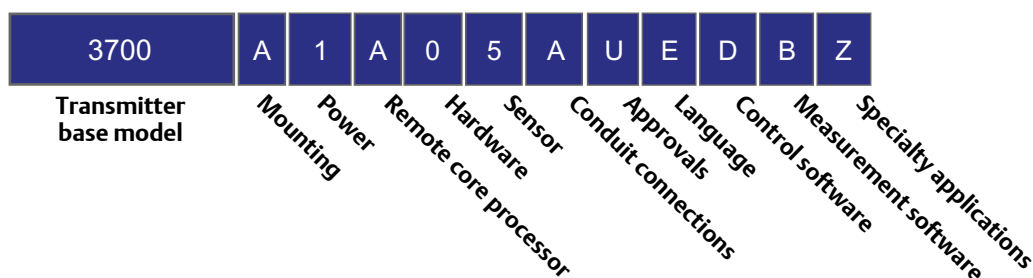 3700 A 1 A 0 5 A U E D B Z
Transmitter
base model
Mounting
Power
Remote core processor
Hardware
Sensor
Conduit connections
Approvals
Language
Control software
Measurement software
Specialty applications